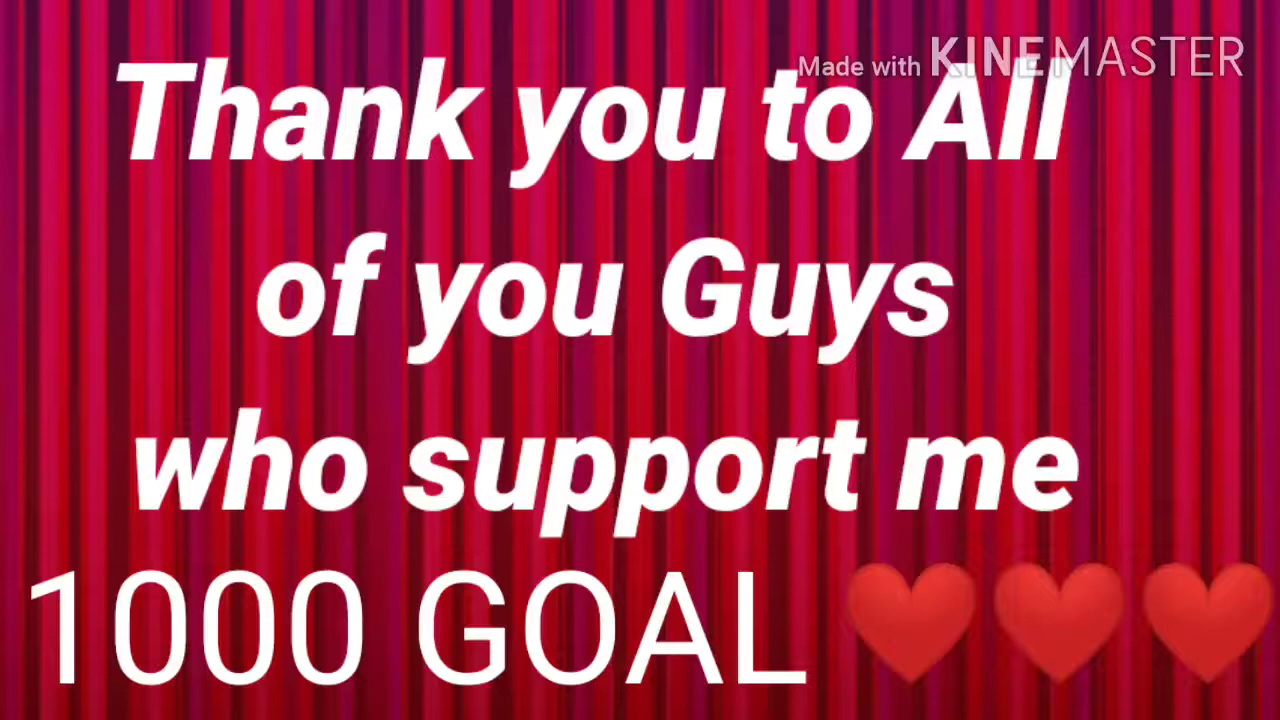 Made with KINEMASTER
Thank you to All
of you Guys
who support me
1000 GOAL ❤️❤️❤️